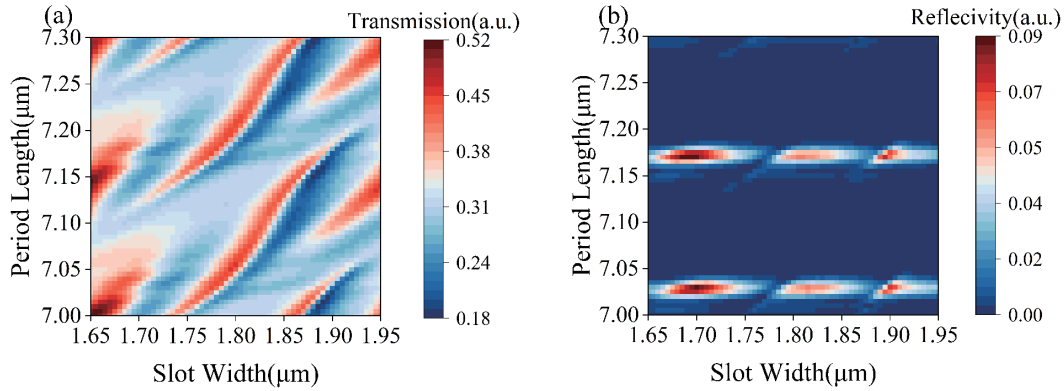 (a)
Transmission(a.u.)
7.30
7.25
7.20
7.15
7.10
7.05
7.00
Period Length(μm)
1.65 1.70 1.75 1.80 1.85 1.90 1.95
Slot Width(μm)
0.52
0.45
0.38
0.31
0.24
0.18
(b)
Reflecivity(a.u.)
7.30
7.25
7.20
7.15
7.10
7.05
7.00
Period Length(μm)
1.65 1.70 1.75 1.80 1.85 1.90 1.95
Slot Width(μm)
0.09
0.07
0.05
0.04
0.02
0.00